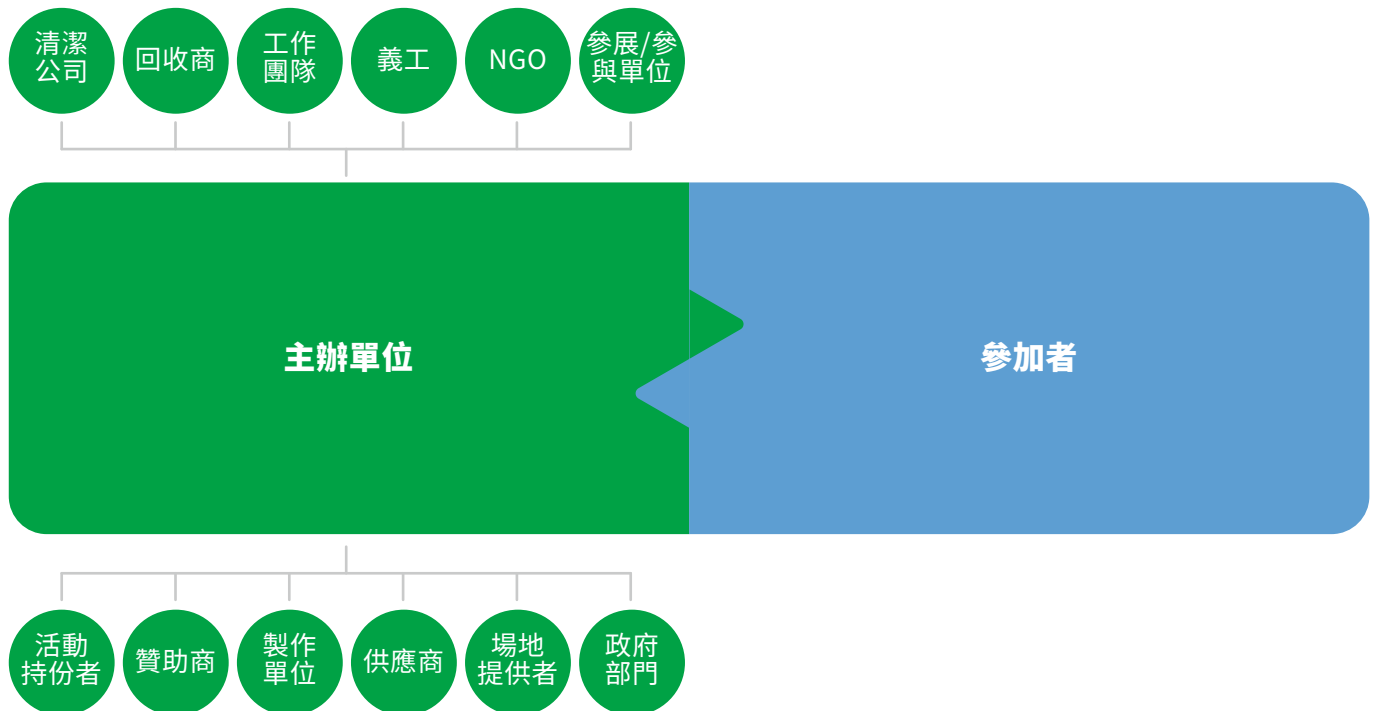 清潔
公司
回收商
工作
團隊
義工
NGO
參展/參
與單位
主辦單位
參加者
活動
持份者
贊助商
製作
單位
供應商
場地
提供者
政府
部門